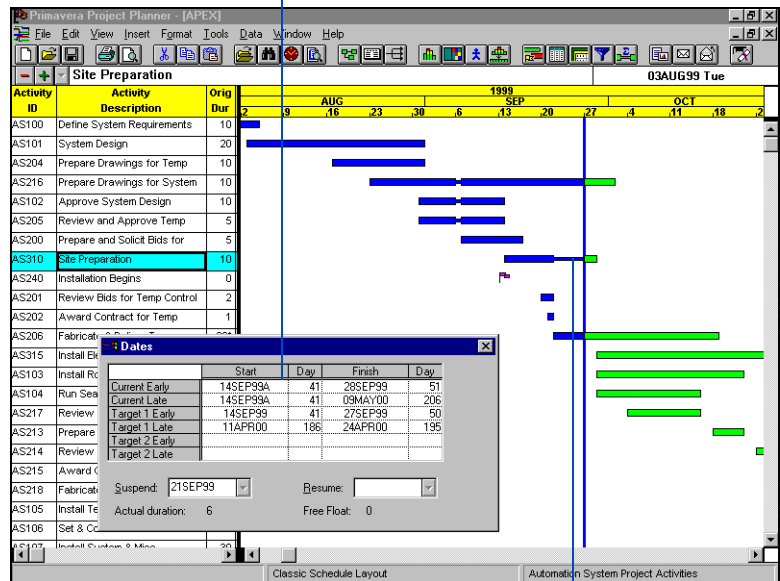 Primavera Project Planner - [APEX]
File Edit View Insert Format Tools Data Window Help
Site Preparation 03AUG99 Tue
Activity ID Activity Description Orig Dur
1999
AUG SEP OCT
2 9 16 23 30 6 13 20 27 4 11 18 2
AS100 Define System Requirements 10
AS101 System Design 20
AS204 Prepare Drawings for Temp 10
AS216 Prepare Drawings for System 10
AS102 Approve System Design 10
AS205 Review and Approve Temp 5
AS200 Prepare and Solicit Bids for 5
AS310 Site Preparation 10
AS240 Installation Begins 0
AS201 Review Bids for Temp Control 2
AS202 Award Contract for Temp 1
AS206
AS315 Install
AS103 Install
AS104 Run
AS217 Review
AS213 Prepare
AS214 Review
AS215 Award
AS218
AS105 Install
AS106 Set &
Dates
Start Day Finish Day
Current Early 14SEP99A 41 28SEP99 51
Current Late 14SEP99A 41 09MAY00 206
Target 1 Early 14SEP99 41 27SEP99 50
Target 1 Late 11APR00 186 24APR00 195
Target 2 Early
Target 2 Late
Suspend: 21SEP99 Resume:
Actual duration: 6 Free Float: 0
Classic Schedule Layout Automation System Project Activities